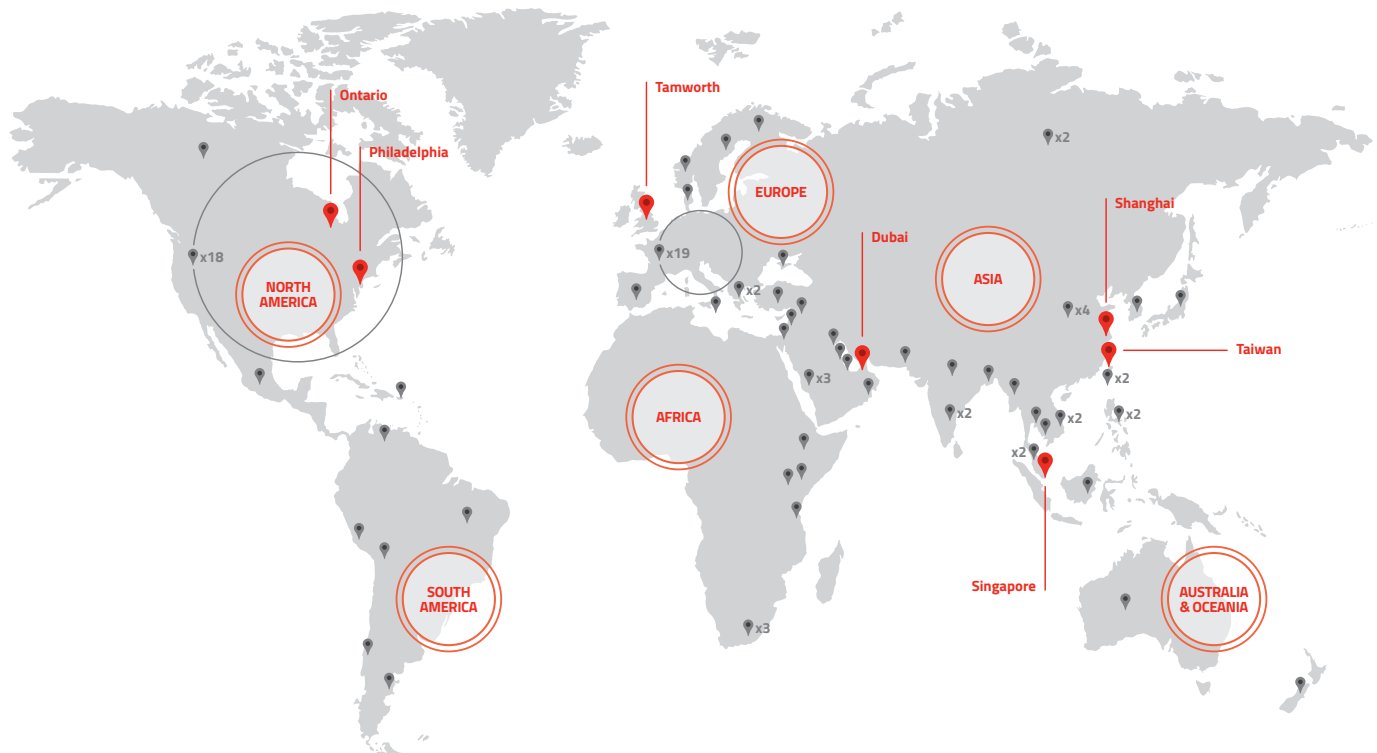 Tamworth
Ontario
x2
Philadelphia
EUROPE
Shanghai
Dubai
x18
x19
ASIA
NORTH
AMERICA
x2
x4
Taiwan
x3
x2
x2
x2
x2
AFRICA
x2
Singapore
SOUTH
AMERICA
AUSTRALIA
& OCEANIA
x3